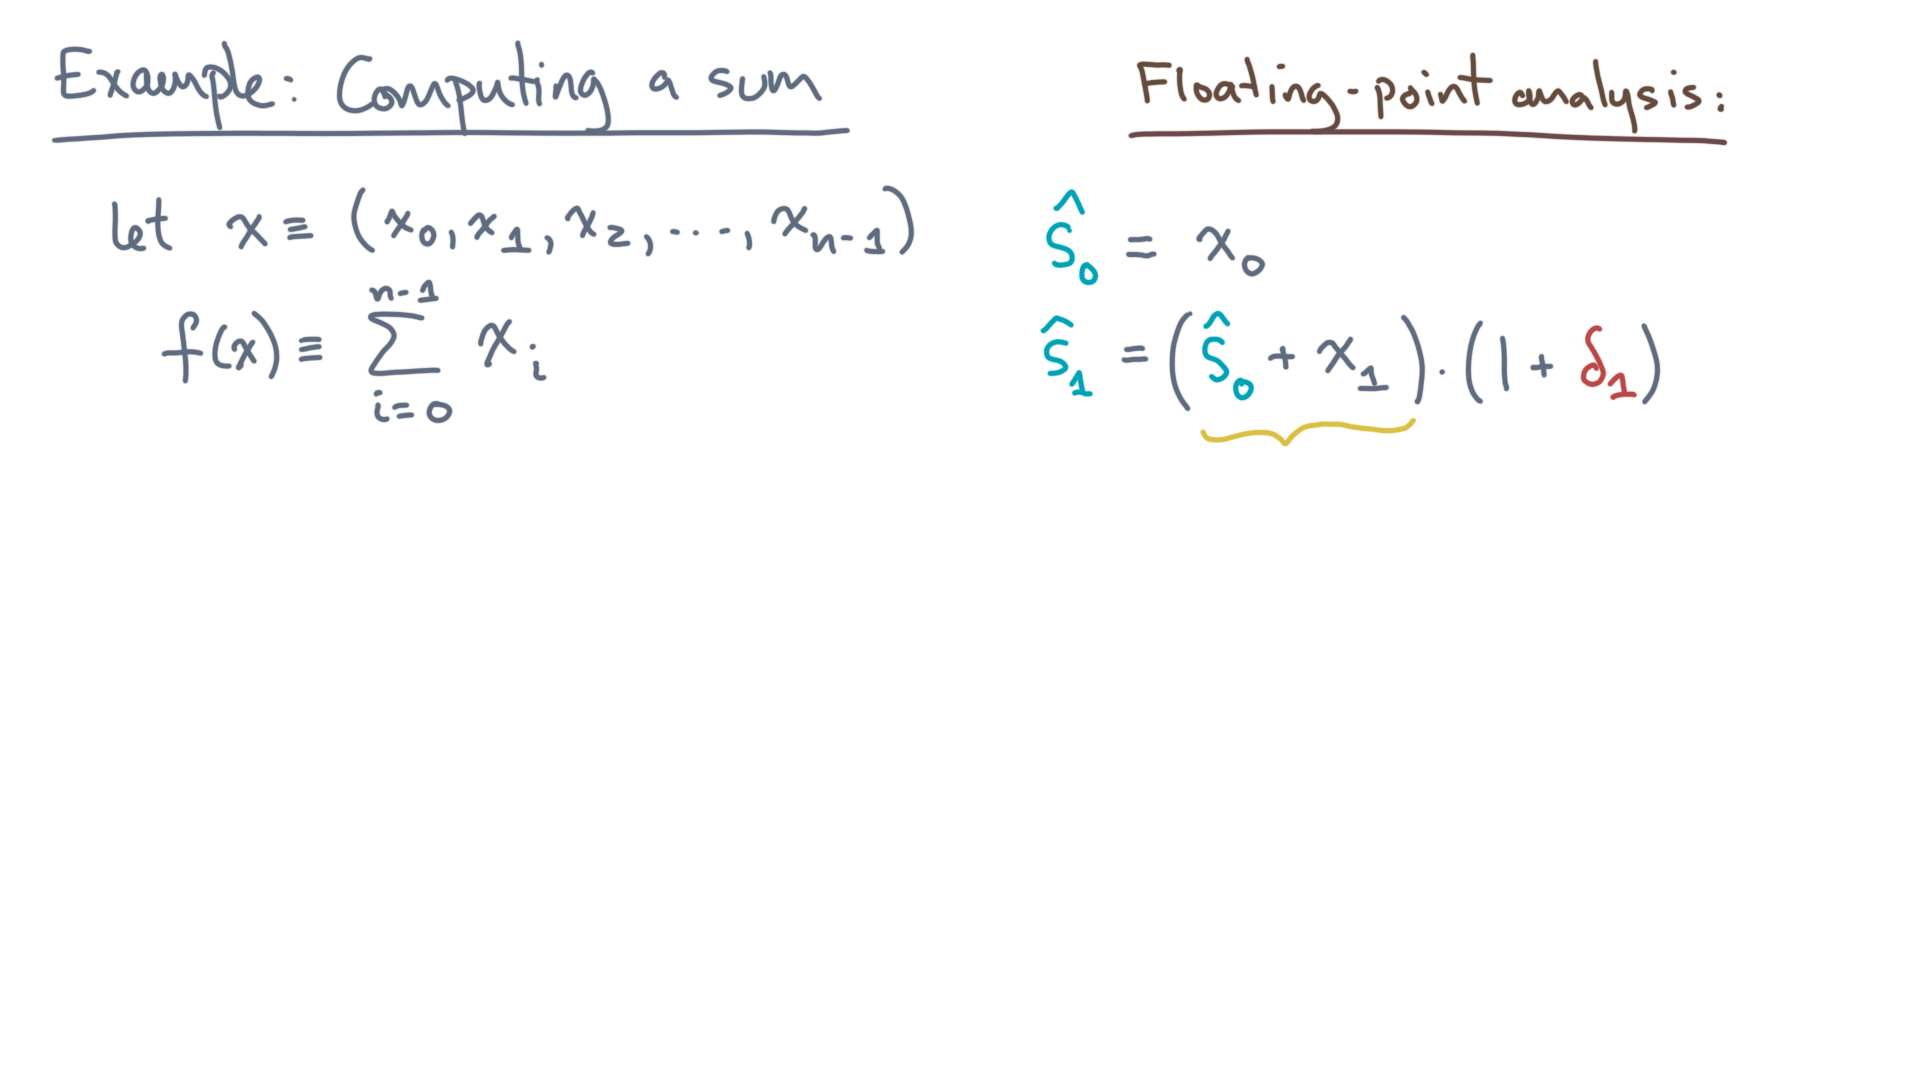 Example: Computing a sum
let x ≡ (x₀, x₁, x₂, ..., xₙ₋₁)
f(x) ≡ ∑_{i=0}^{n-1} xᵢ
Floating-point analysis:
ŝ₀ = x₀
ŝ₁ = (ŝ₀ + x₁) · (1 + δ₁)